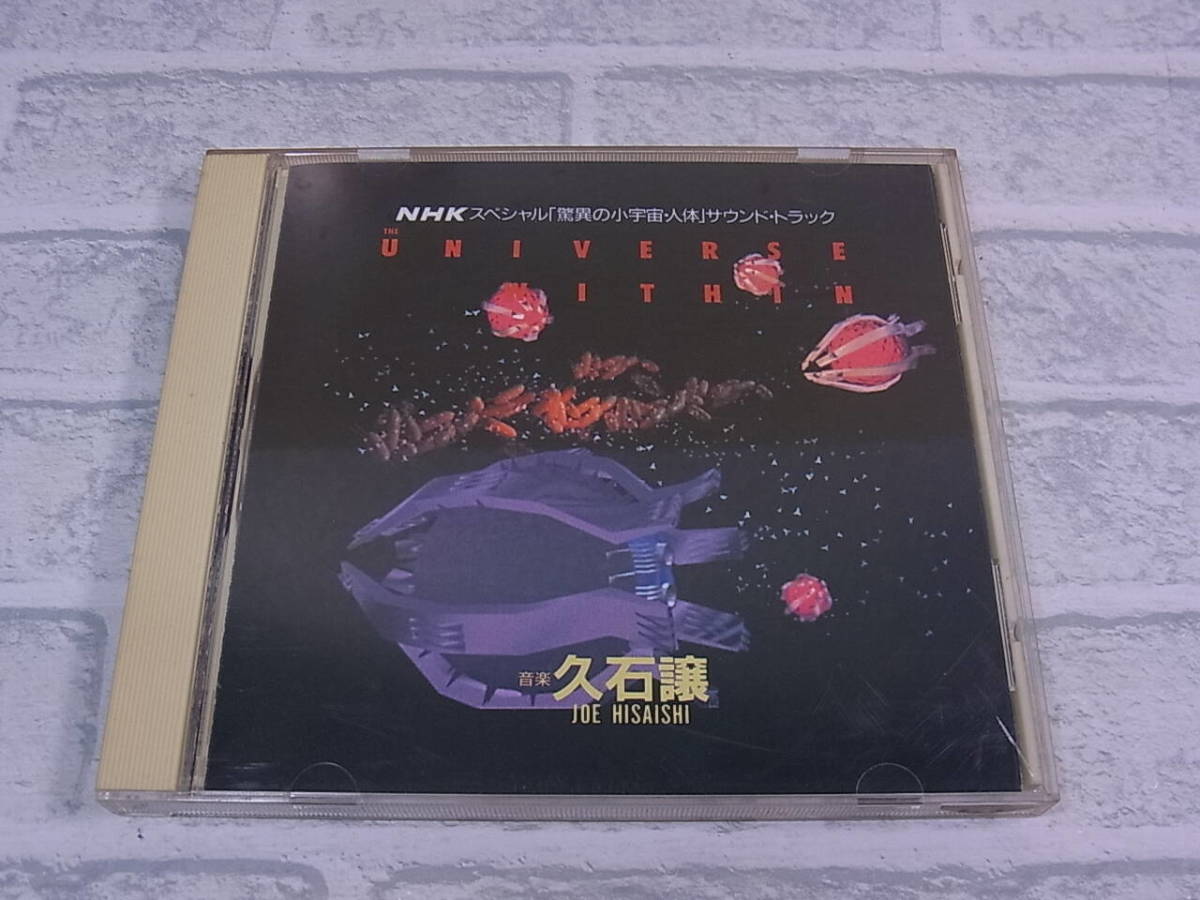 NHKスペシャル「驚異の小宇宙・人体」サウンド・トラック
THE
UNIVERSE
WITHIN
音楽 久石譲
JOE HISAISHI